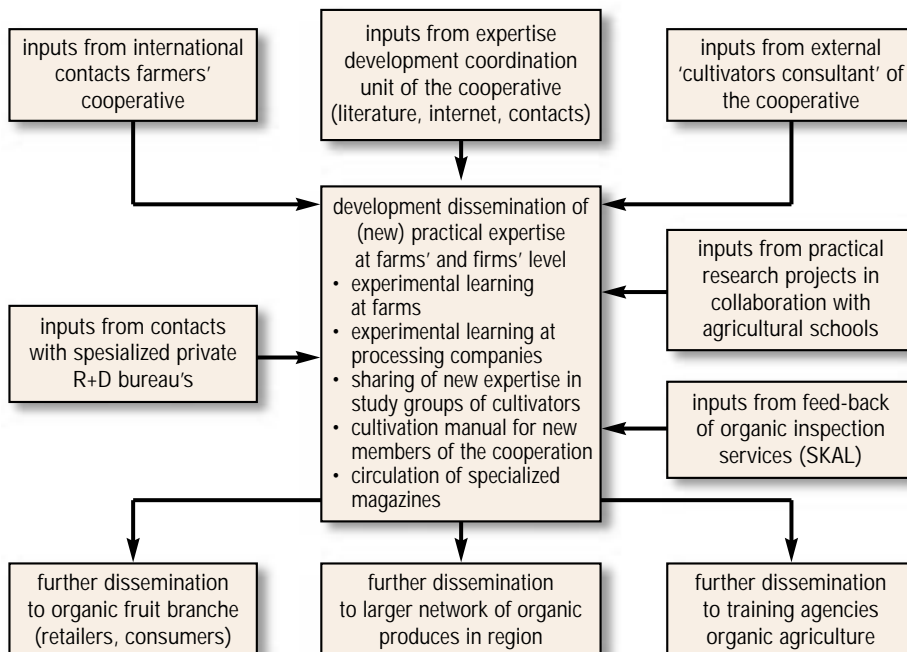 inputs from international
contacts farmers'
cooperative
inputs from expertise
development coordination
unit of the cooperative
(literature, internet, contacts)
inputs from external
‘cultivators consultant’ of
the cooperative
development dissemination of
(new) practical expertise
at farms' and firms' level
• experimental learning
at farms
• experimental learning at
processing companies
• sharing of new expertise in
study groups of cultivators
• cultivation manual for new
members of the cooperation
• circulation of specialized
magazines
inputs from contacts
with spesialized private
R+D bureau's
inputs from practical
research projects in
collaboration with
agricultural schools
inputs from feed-back
of organic inspection
services (SKAL)
further dissemination
to organic fruit branche
(retailers, consumers)
further dissemination
to larger network of organic
produces in region
further dissemination
to training agencies
organic agriculture